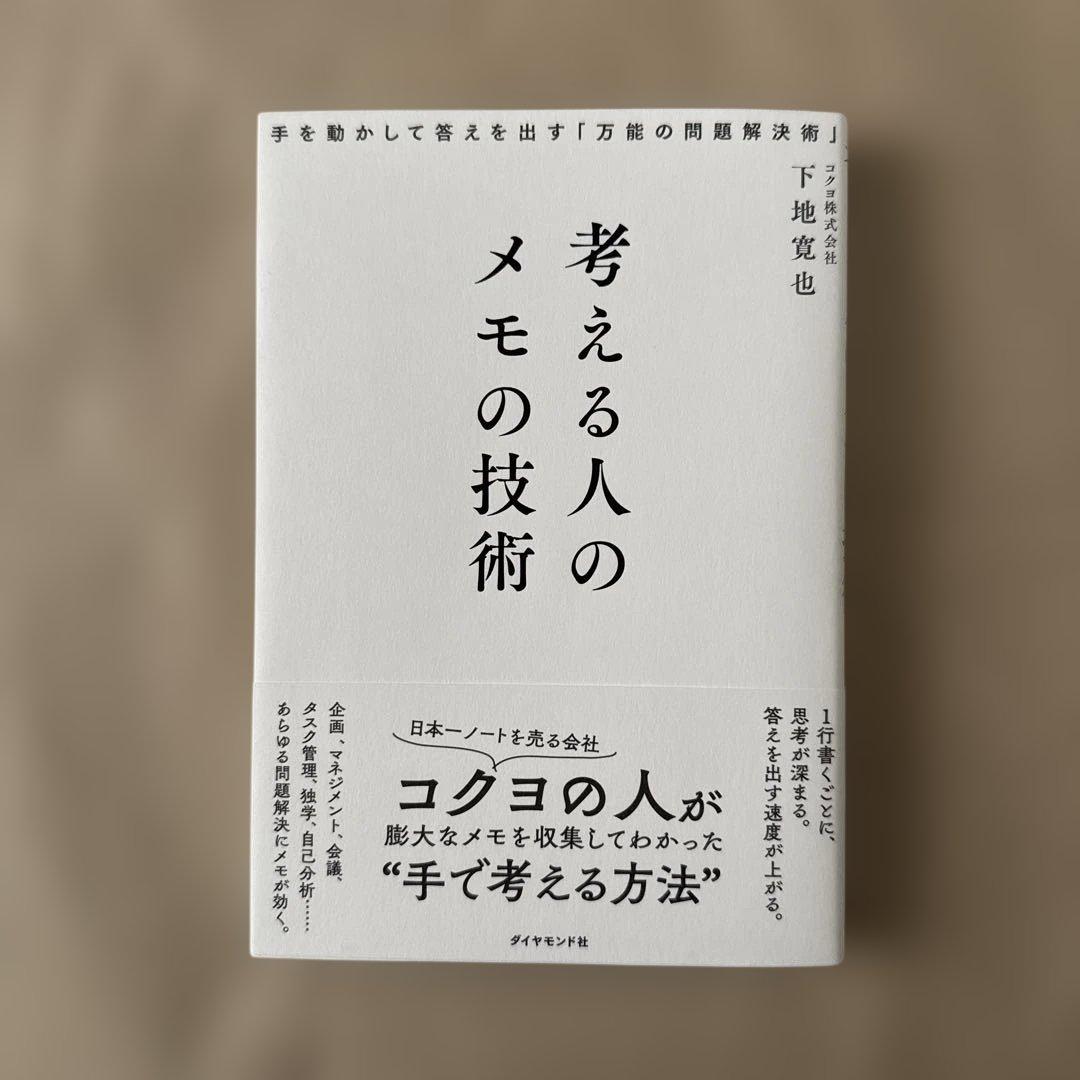 手を動かして答えを出す「万能の問題解決術」
コクヨ株式会社
下地寛也
考える人の
メモの技術
1行書くごとに、
思考が深まる。
答えを出す速度が上がる。
日本一ノートを売る会社
コクヨの人が
膨大なメモを収集してわかった
“手で考える方法”
企画、マネジメント、会議、
タスク管理、独学、自己分析……
あらゆる問題解決にメモが効く。
ダイヤモンド社